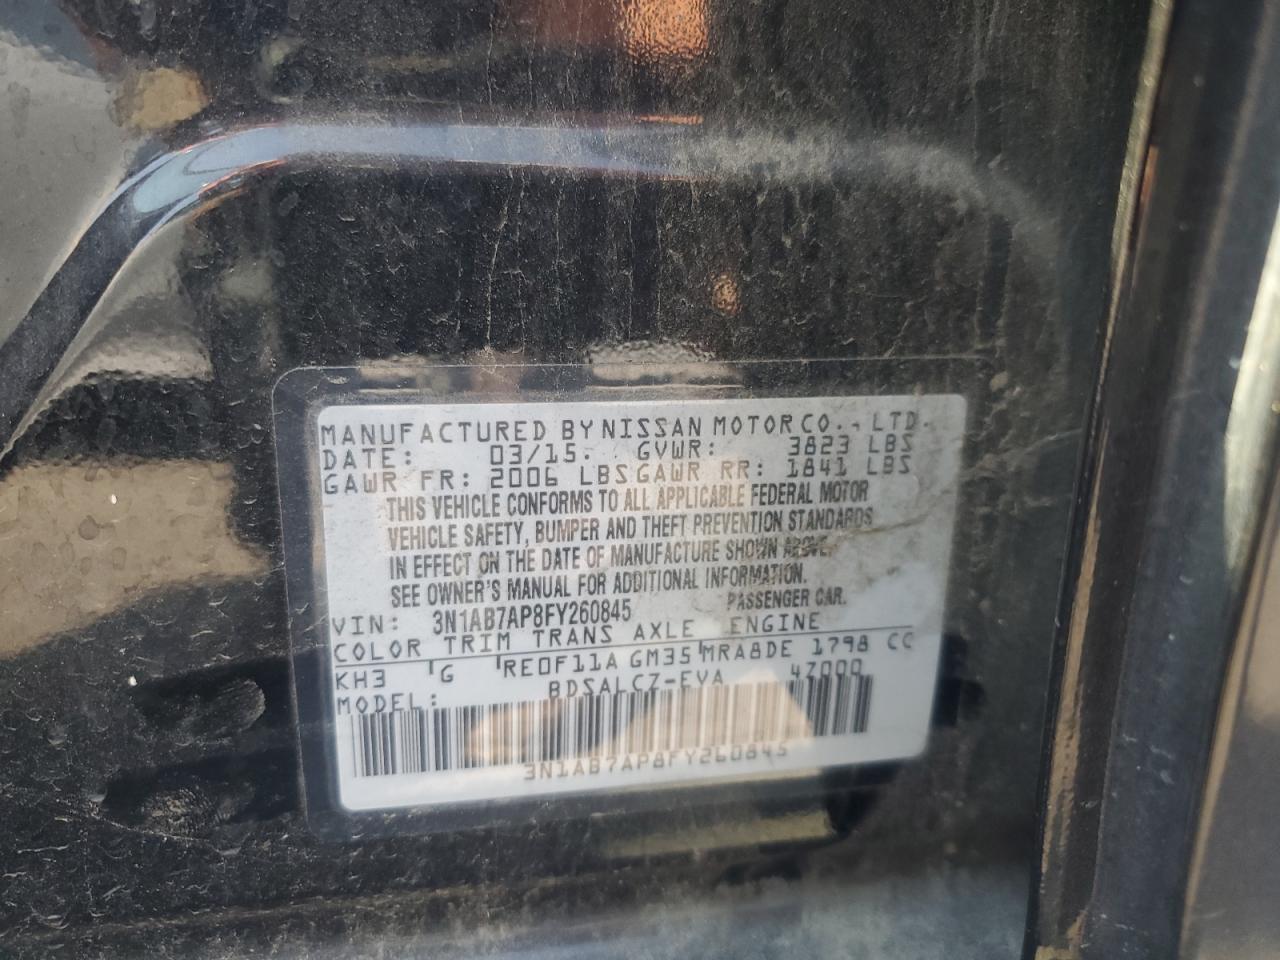 MANUFACTURED BY NISSAN MOTOR CO., LTD.
DATE: 03/15. GVWR: 3823 LBS
GAWR FR: 2006 LBS GAWR RR: 1841 LBS
THIS VEHICLE CONFORMS TO ALL APPLICABLE FEDERAL MOTOR
VEHICLE SAFETY, BUMPER AND THEFT PREVENTION STANDARDS
IN EFFECT ON THE DATE OF MANUFACTURE SHOWN ABOVE.
SEE OWNER'S MANUAL FOR ADDITIONAL INFORMATION.
VIN: 3N1AB7AP8FY260845 PASSENGER CAR.
COLOR TRIM TRANS AXLE ENGINE
KH3 G RE0F11A GM35 MRA8DE 1798 CC
MODEL: BDSALCZ-EVA 4Z000
3N1AB7AP8FY260845